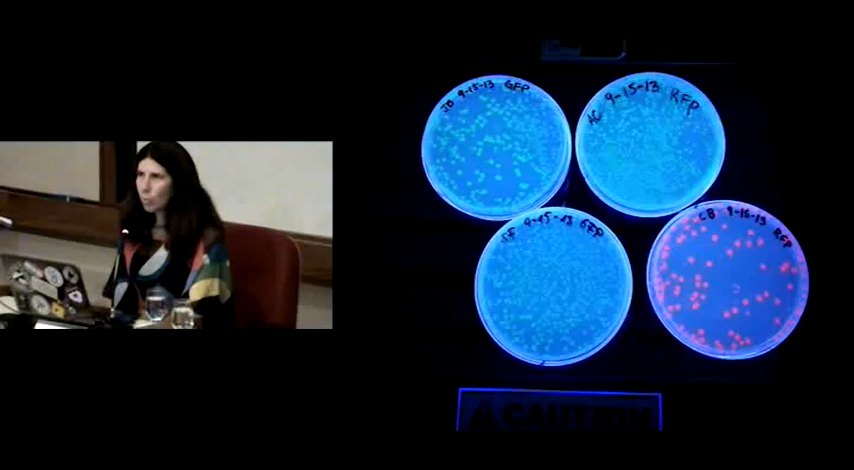 JD 9-15-13 GFP
AC 9-15-13 RFP
9-15-13 GFP
CB 9-15-13 RFP
CAUTION